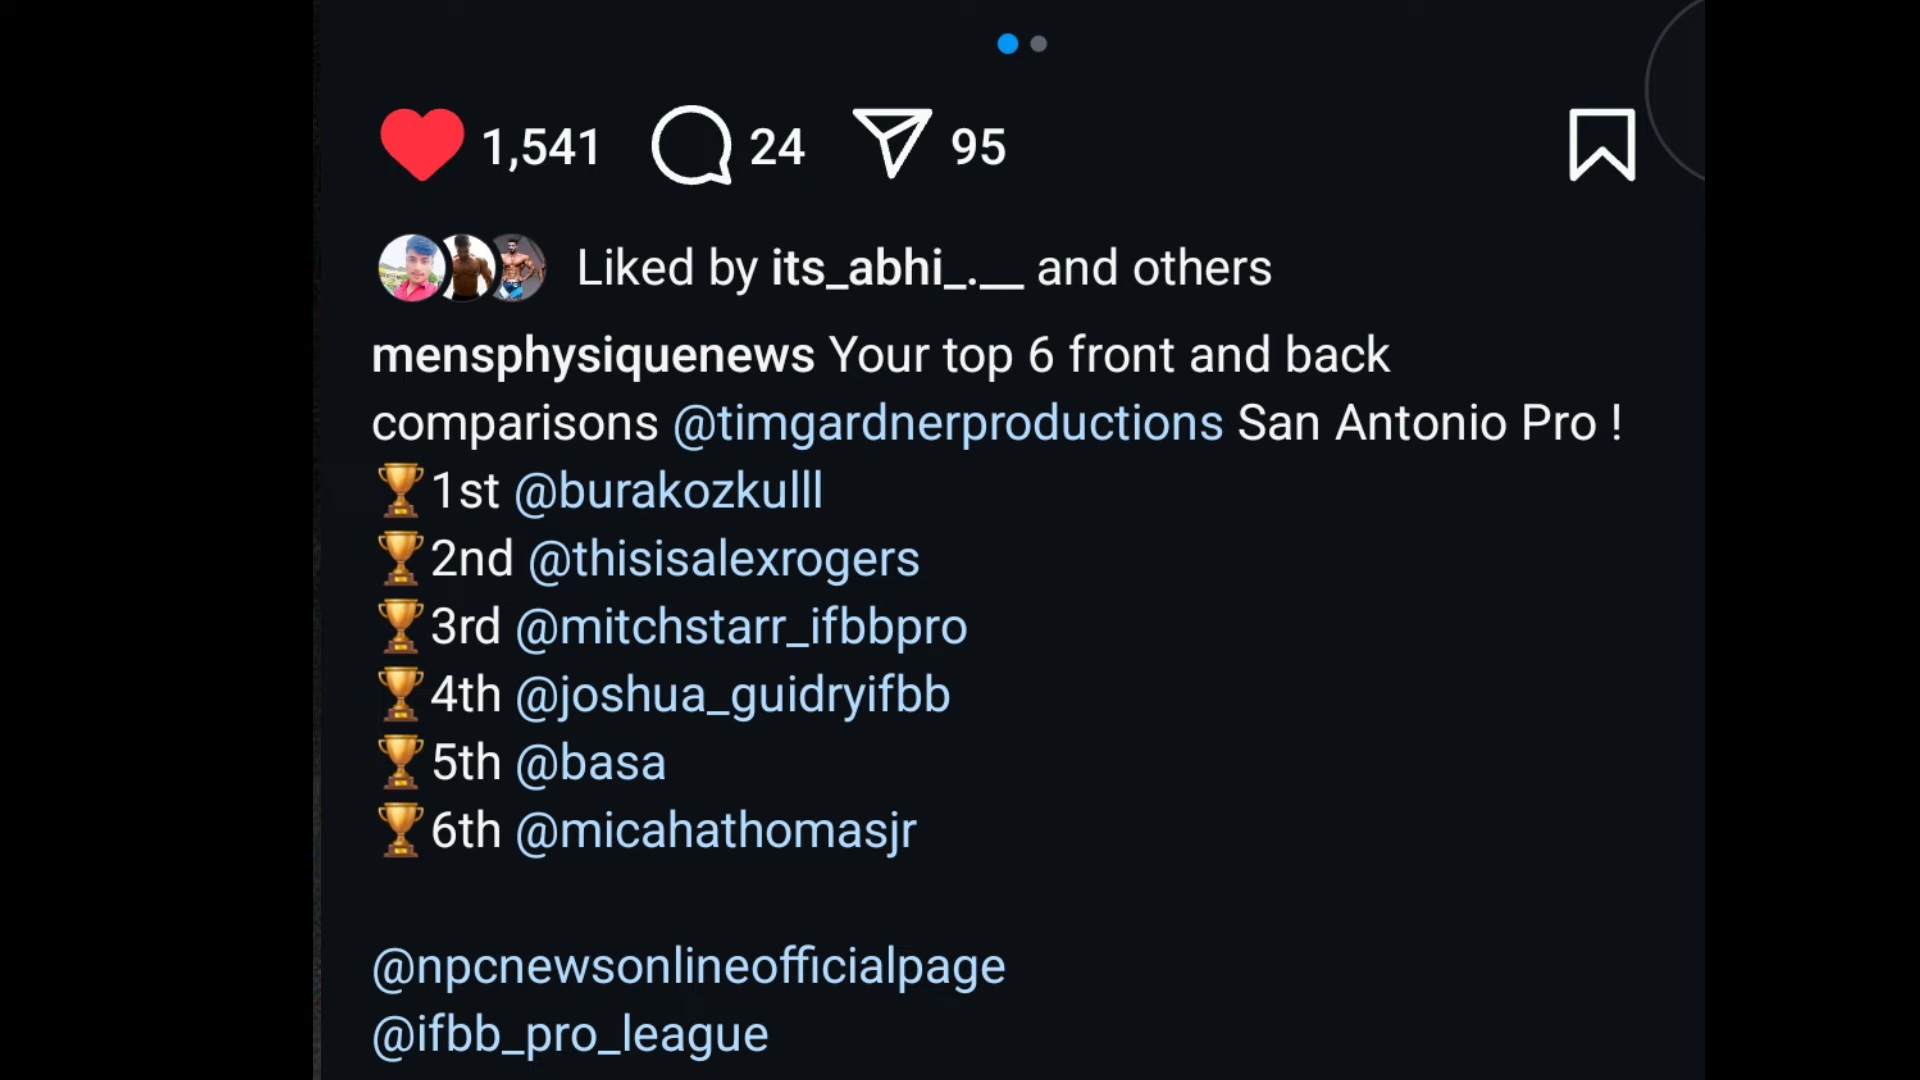 1,541 24 95
Liked by its_abhi_.__ and others
mensphysiquenews Your top 6 front and back
comparisons @timgardnerproductions San Antonio Pro !
🏆1st @burakozkulll
🏆2nd @thisisalexrogers
🏆3rd @mitchstarr_ifbbpro
🏆4th @joshua_guidryifbb
🏆5th @basa
🏆6th @micahathomasjr
@npcnewsonlineofficialpage
@ifbb_pro_league